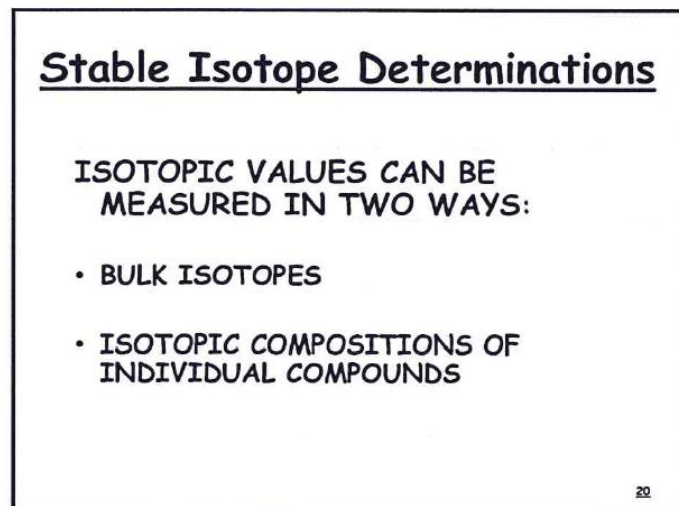 Stable Isotope Determinations
ISOTOPIC VALUES CAN BE
MEASURED IN TWO WAYS:
• BULK ISOTOPES
• ISOTOPIC COMPOSITIONS OF
INDIVIDUAL COMPOUNDS
20